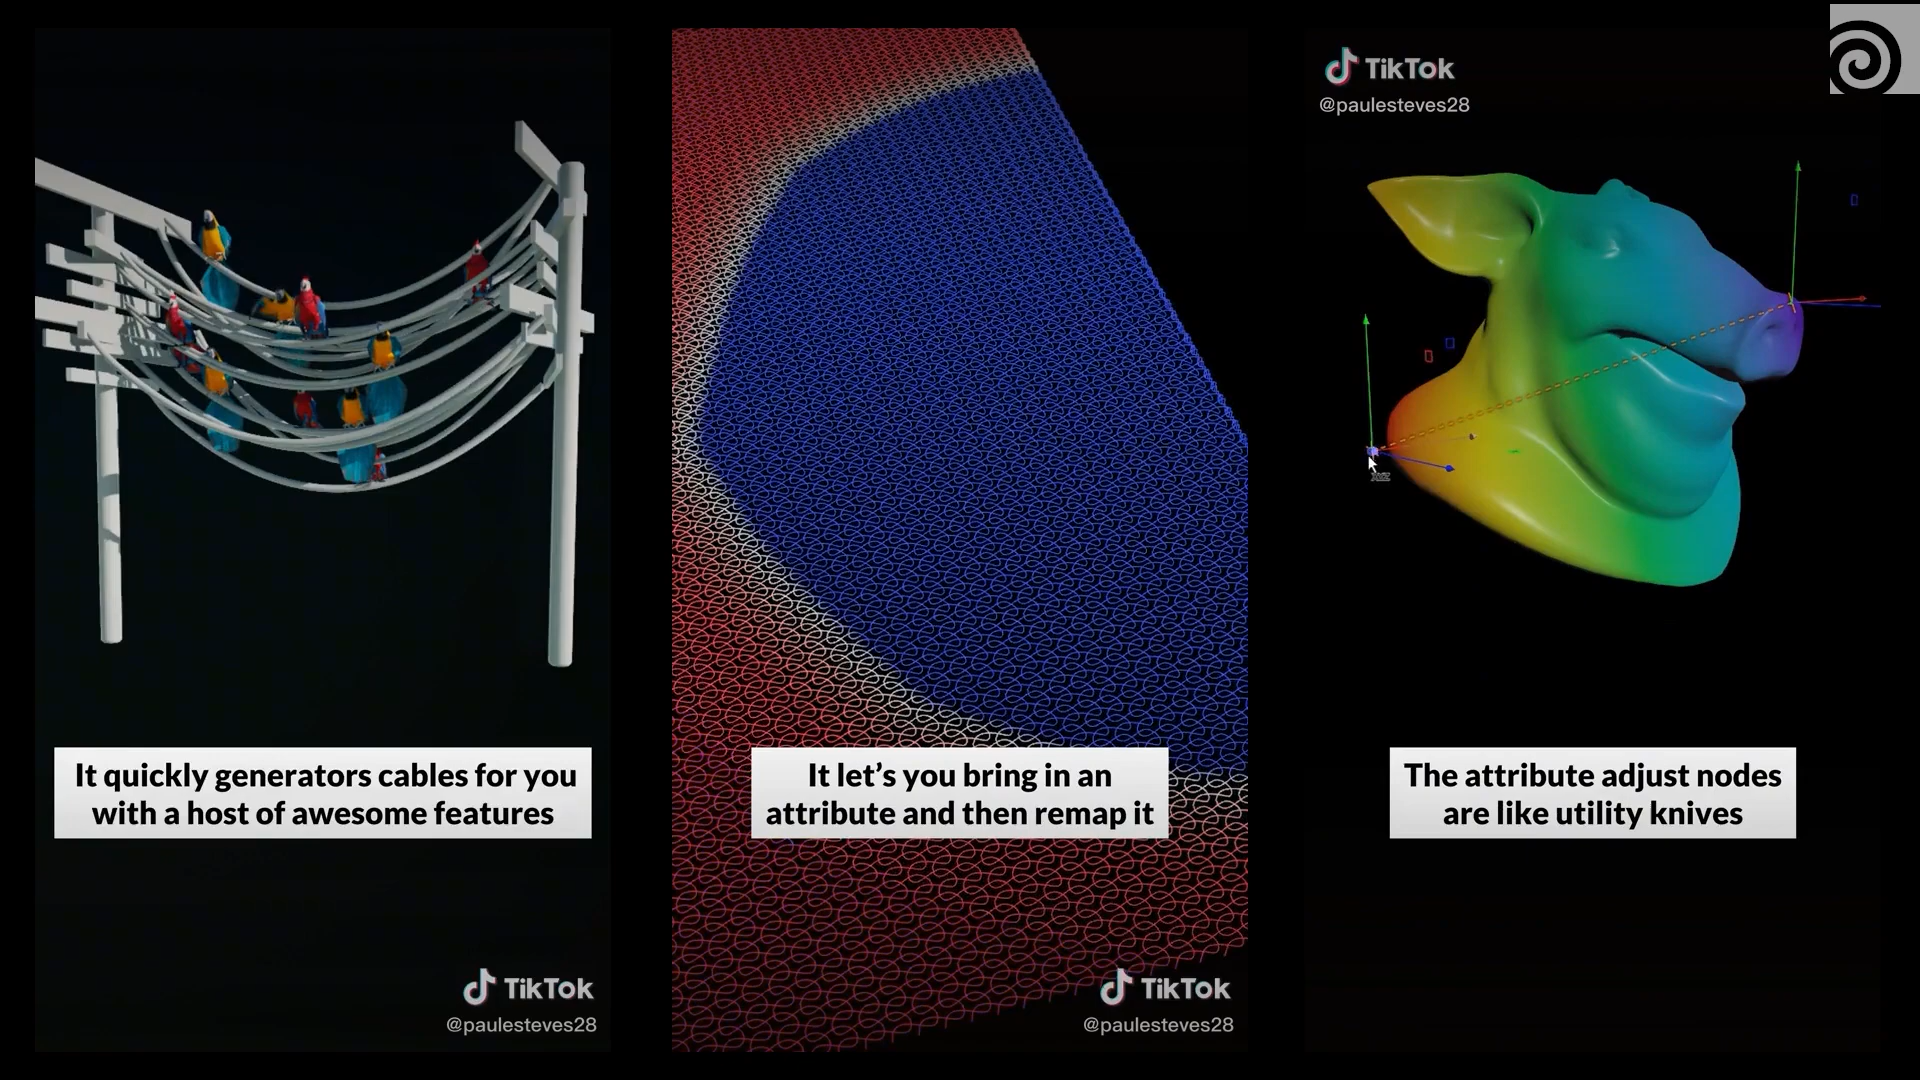 It quickly generators cables for you
with a host of awesome features
TikTok
@paulesteves28
It let’s you bring in an
attribute and then remap it
TikTok
@paulesteves28
TikTok
@paulesteves28
The attribute adjust nodes
are like utility knives